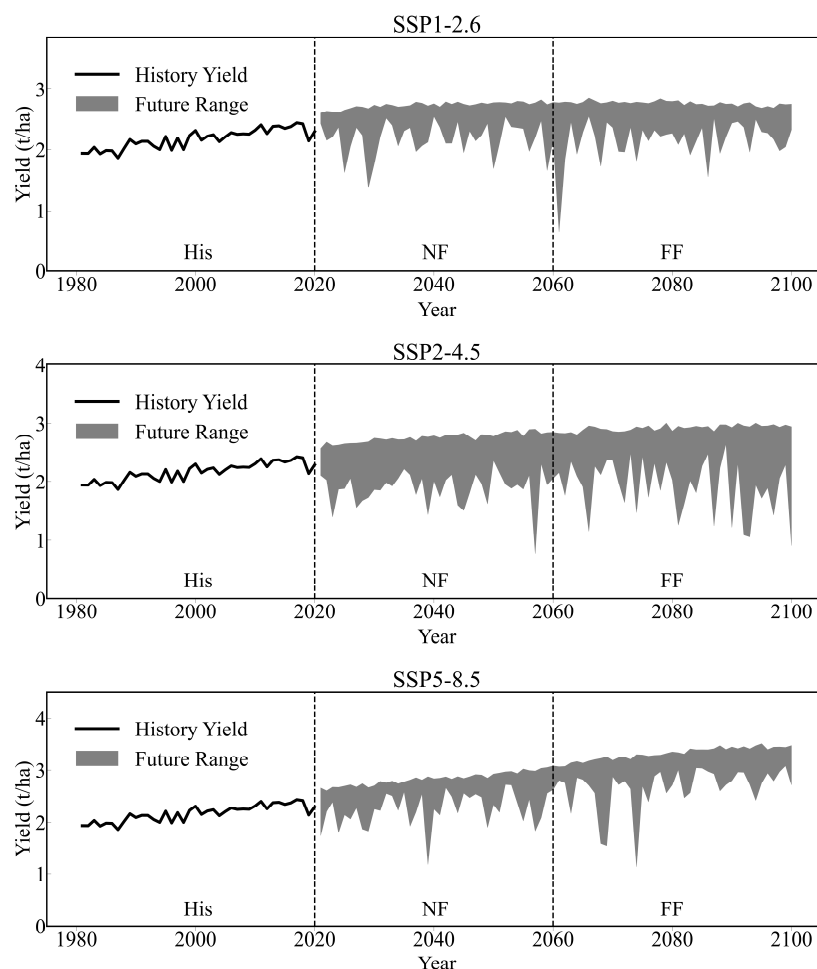 SSP1-2.6
Yield (t/ha)
3
2
1
0
History Yield
Future Range
His
NF
FF
1980
2000
2020
2040
2060
2080
2100
Year
SSP2-4.5
Yield (t/ha)
4
3
2
1
0
History Yield
Future Range
His
NF
FF
1980
2000
2020
2040
2060
2080
2100
Year
SSP5-8.5
Yield (t/ha)
4
3
2
1
0
History Yield
Future Range
His
NF
FF
1980
2000
2020
2040
2060
2080
2100
Year